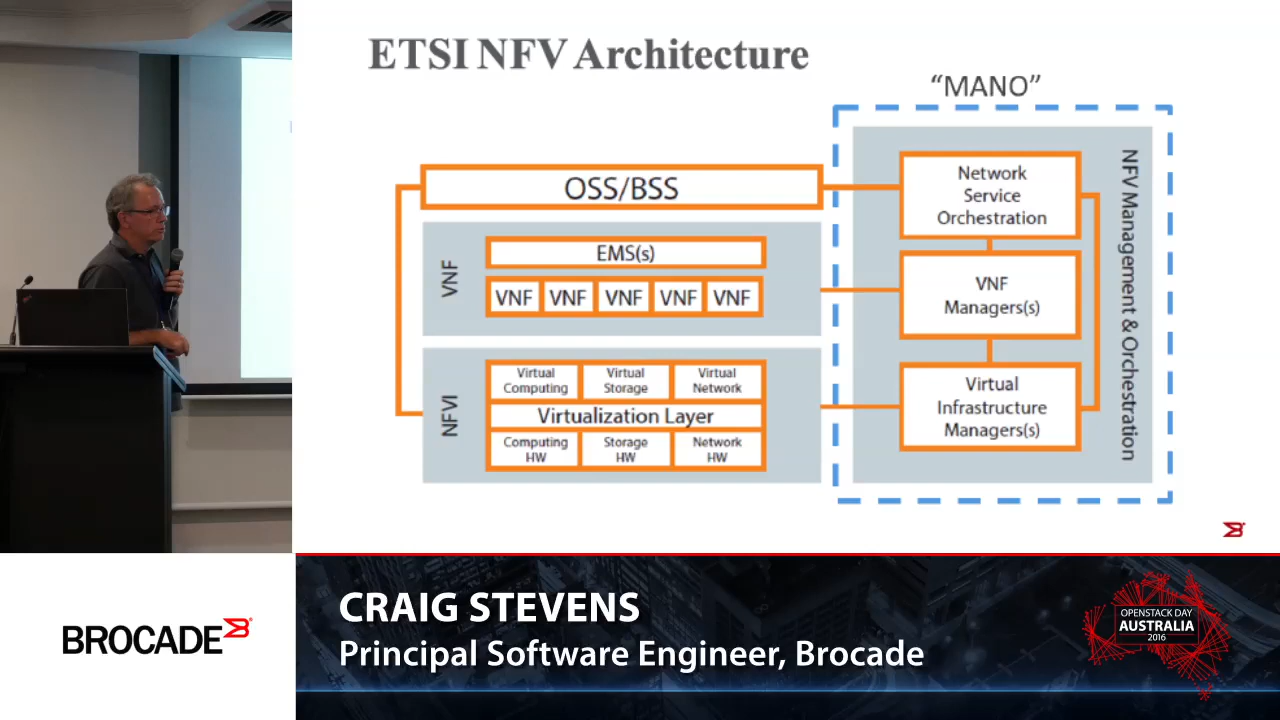 ETSI NFV Architecture
"MANO"
OSS/BSS
VNF
EMS(s)
VNF VNF VNF VNF VNF
NFVI
Virtual
Computing
Virtual
Storage
Virtual
Network
Virtualization Layer
Computing
HW
Storage
HW
Network
HW
Network
Service
Orchestration
VNF
Managers(s)
Virtual
Infrastructure
Managers(s)
NFV Management & Orchestration
BROCADE
CRAIG STEVENS
Principal Software Engineer, Brocade
OPENSTACK DAY
AUSTRALIA
2016